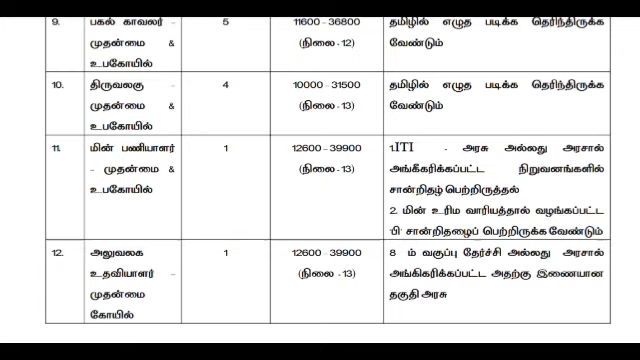 9. பகல் காவலர் – 5 11600 – 36800 தமிழில் எழுத படிக்க தெரிந்திருக்க
முதன்மை & (நிலை - 12) வேண்டும்
உபகோயில்
10. திருவலகு – 4 10000 – 31500 தமிழில் எழுத படிக்க தெரிந்திருக்க
முதன்மை & (நிலை - 13) வேண்டும்
உபகோயில்
11. மின் பணியாளர் 1 12600 – 39900 1.ITI - அரசு அல்லது அரசால்
– முதன்மை & (நிலை - 13) அங்கீகரிக்கப்பட்ட நிறுவனங்களில்
உபகோயில் சான்றிதழ் பெற்றிருத்தல்
2. மின் உரிம வாரியத்தால் வழங்கப்பட்ட
'பி' சான்றிதழைப் பெற்றிருக்க வேண்டும்
12. அலுவலக 1 12600 – 39900 8 ம் வகுப்பு தேர்ச்சி அல்லது அரசால்
உதவியாளர் – (நிலை - 13) அங்கிகரிக்கப்பட்ட அதற்கு இணையான
முதன்மை தகுதி அரசு
கோயில்